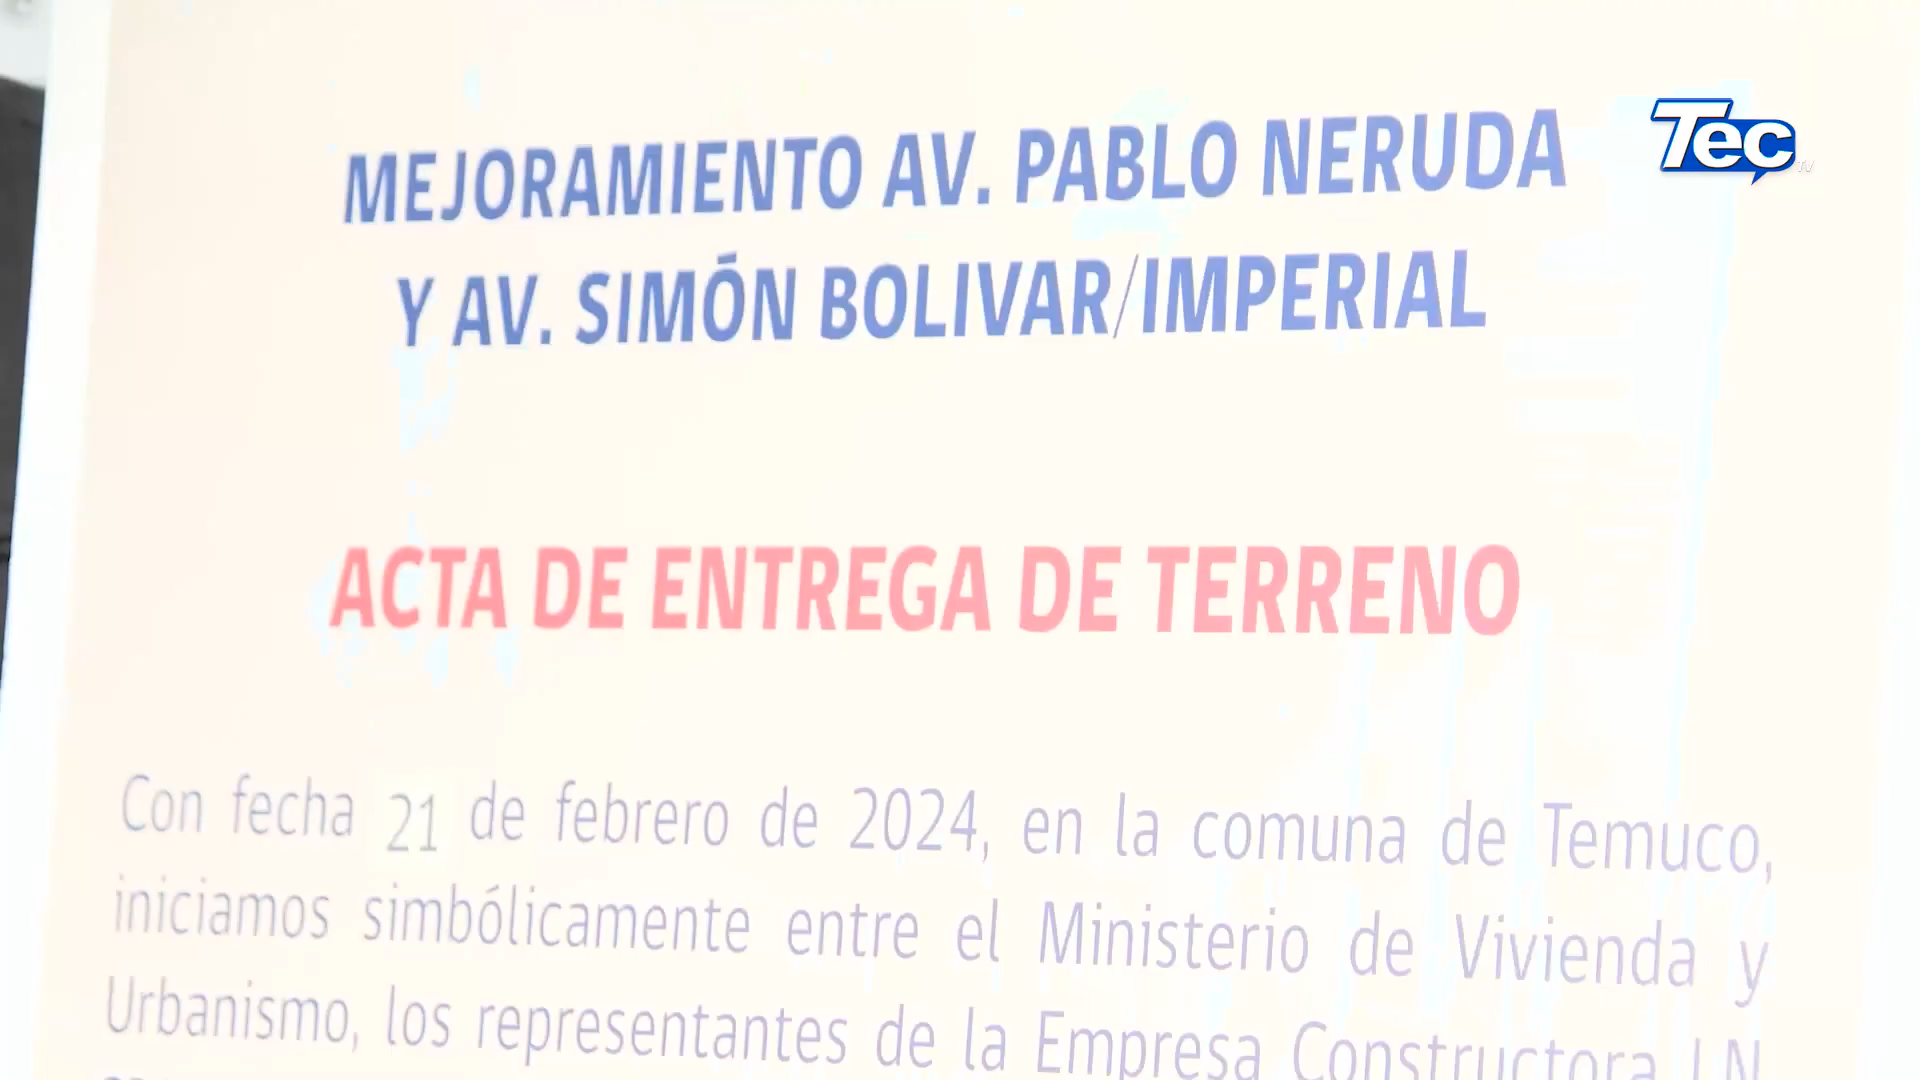 Tec TV
MEJORAMIENTO AV. PABLO NERUDA
Y AV. SIMÓN BOLIVAR/IMPERIAL
ACTA DE ENTREGA DE TERRENO
Con fecha 21 de febrero de 2024, en la comuna de Temuco,
iniciamos simbólicamente entre el Ministerio de Vivienda y
Urbanismo, los representantes de la Empresa Constructora